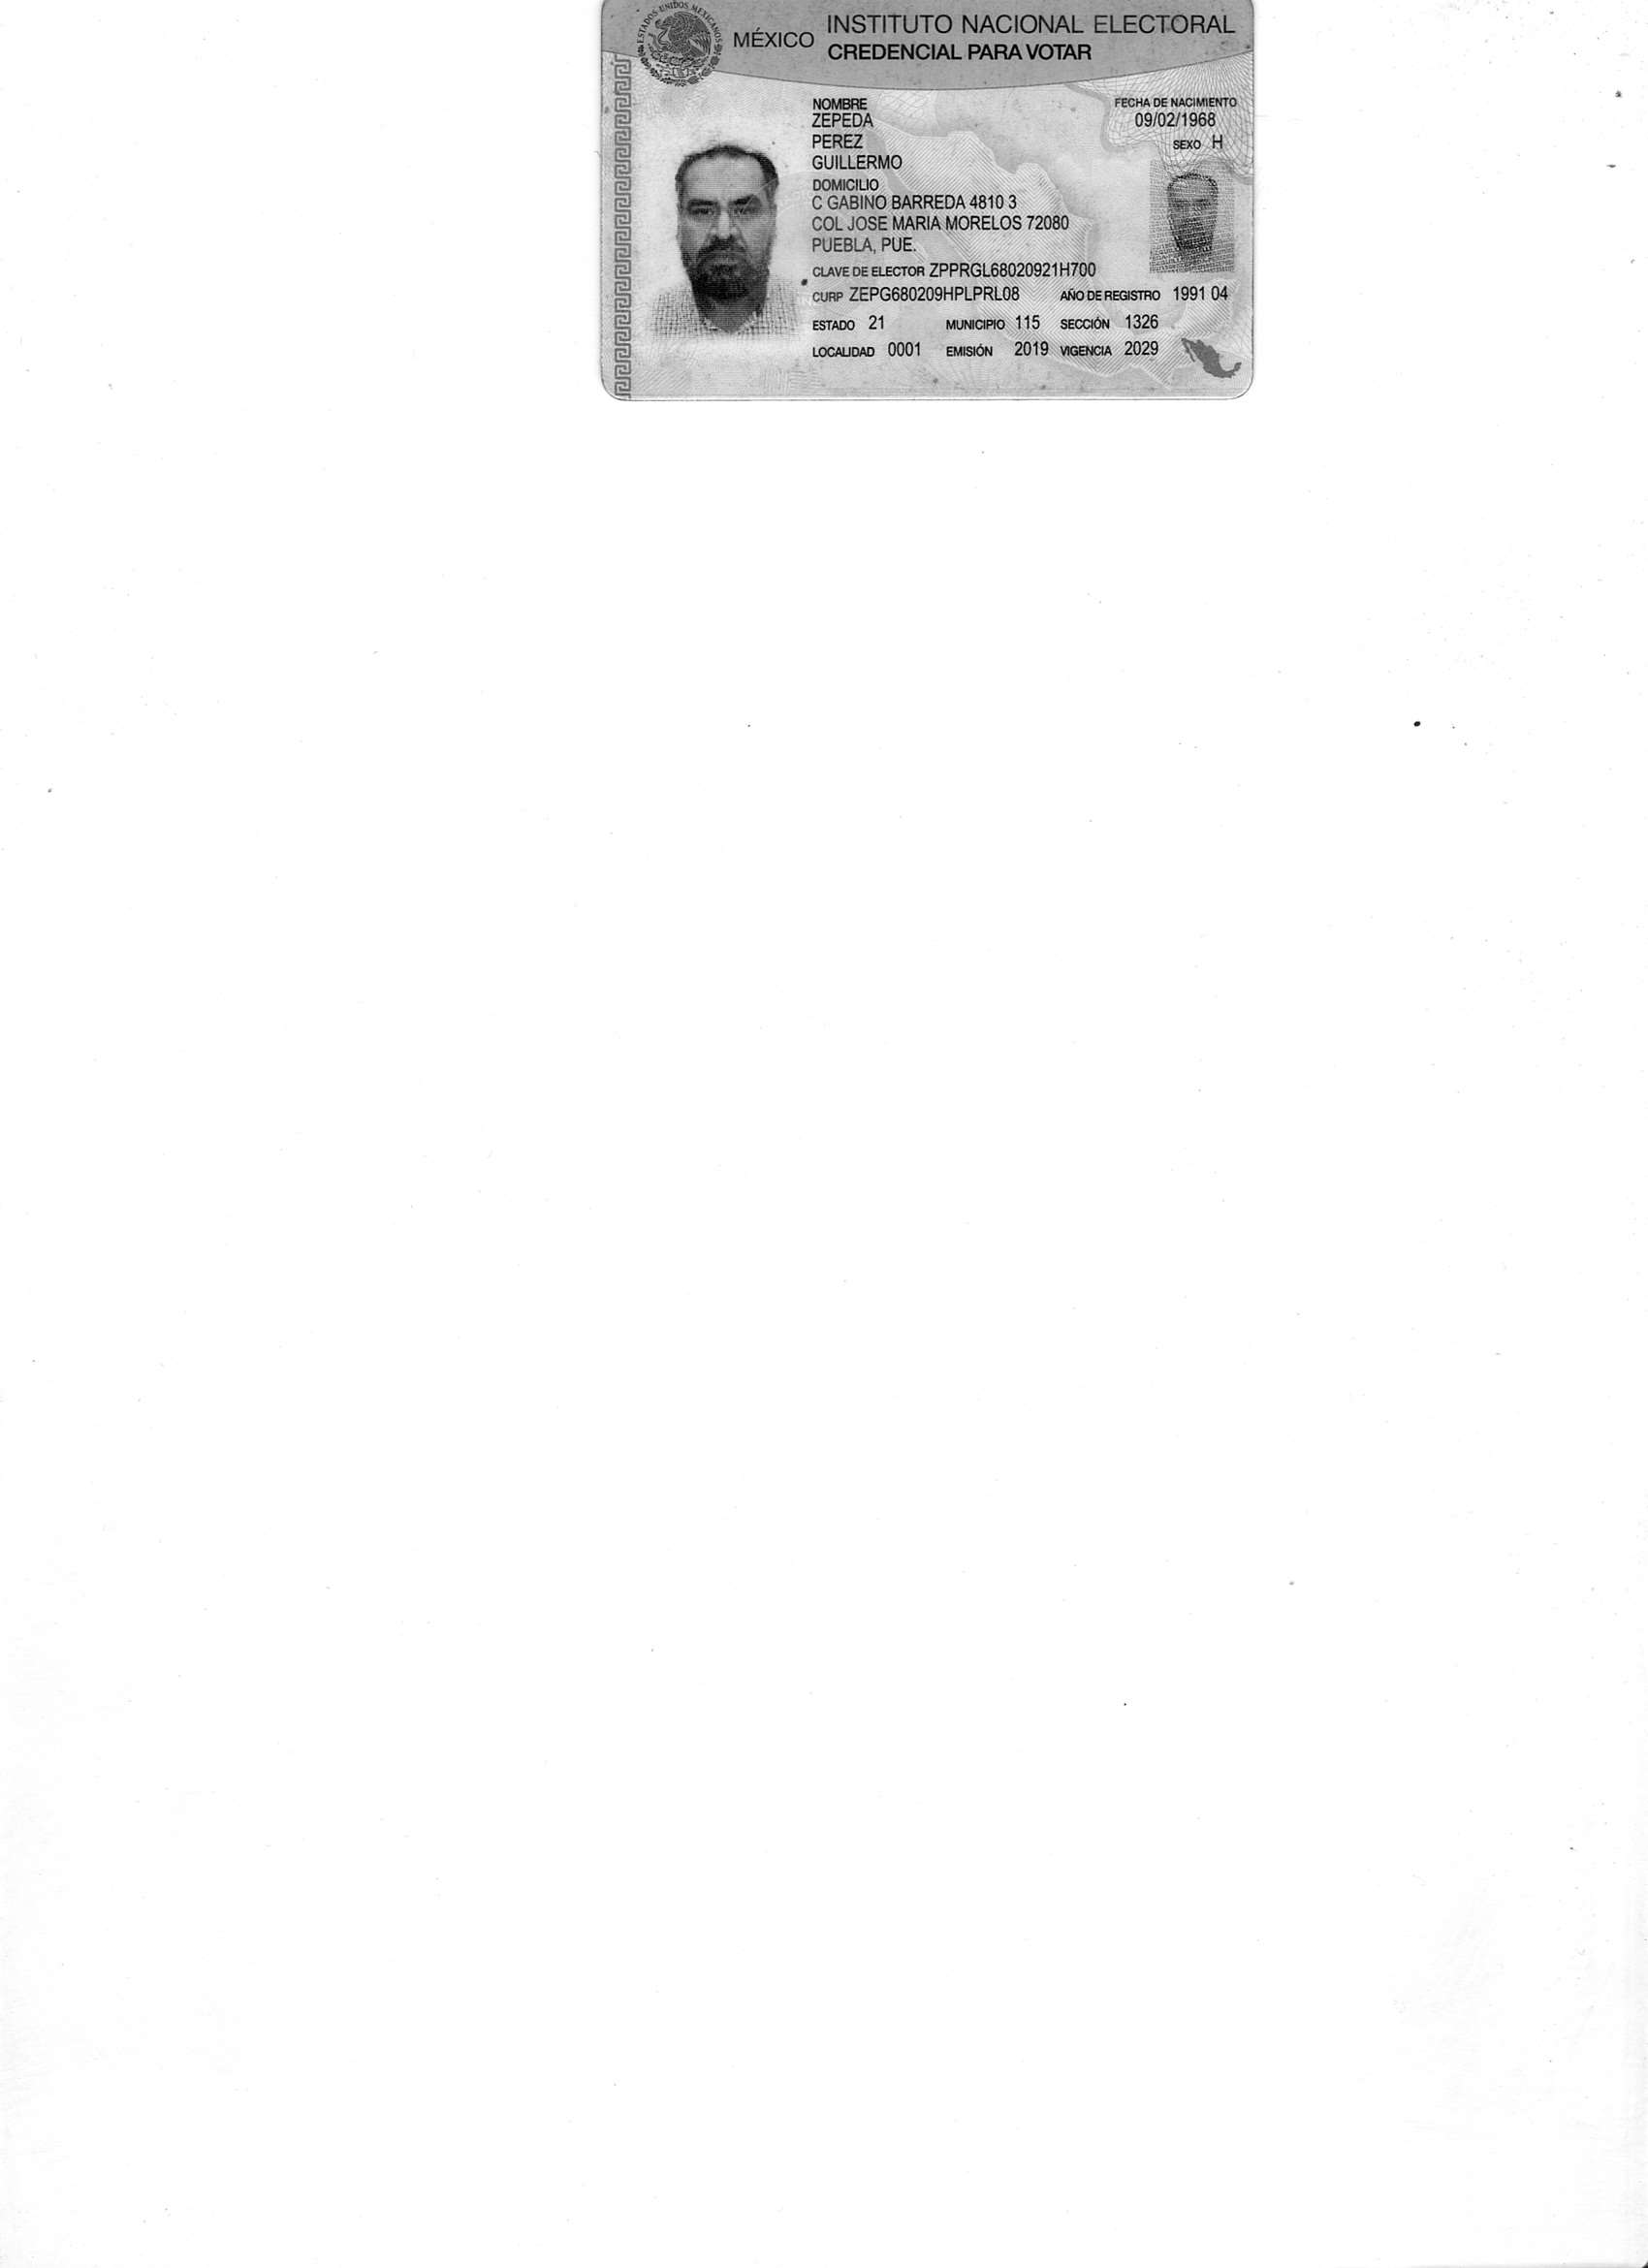 ESTADOS UNIDOS MEXICANOS
MÉXICO INSTITUTO NACIONAL ELECTORAL
CREDENCIAL PARA VOTAR
NOMBRE
ZEPEDA
PEREZ
GUILLERMO
FECHA DE NACIMIENTO
09/02/1968
SEXO H
DOMICILIO
C GABINO BARREDA 4810 3
COL JOSE MARIA MORELOS 72080
PUEBLA, PUE.
CLAVE DE ELECTOR ZPPRGL68020921H700
CURP ZEPG680209HPLPRL08 AÑO DE REGISTRO 1991 04
ESTADO 21 MUNICIPIO 115 SECCIÓN 1326
LOCALIDAD 0001 EMISIÓN 2019 VIGENCIA 2029